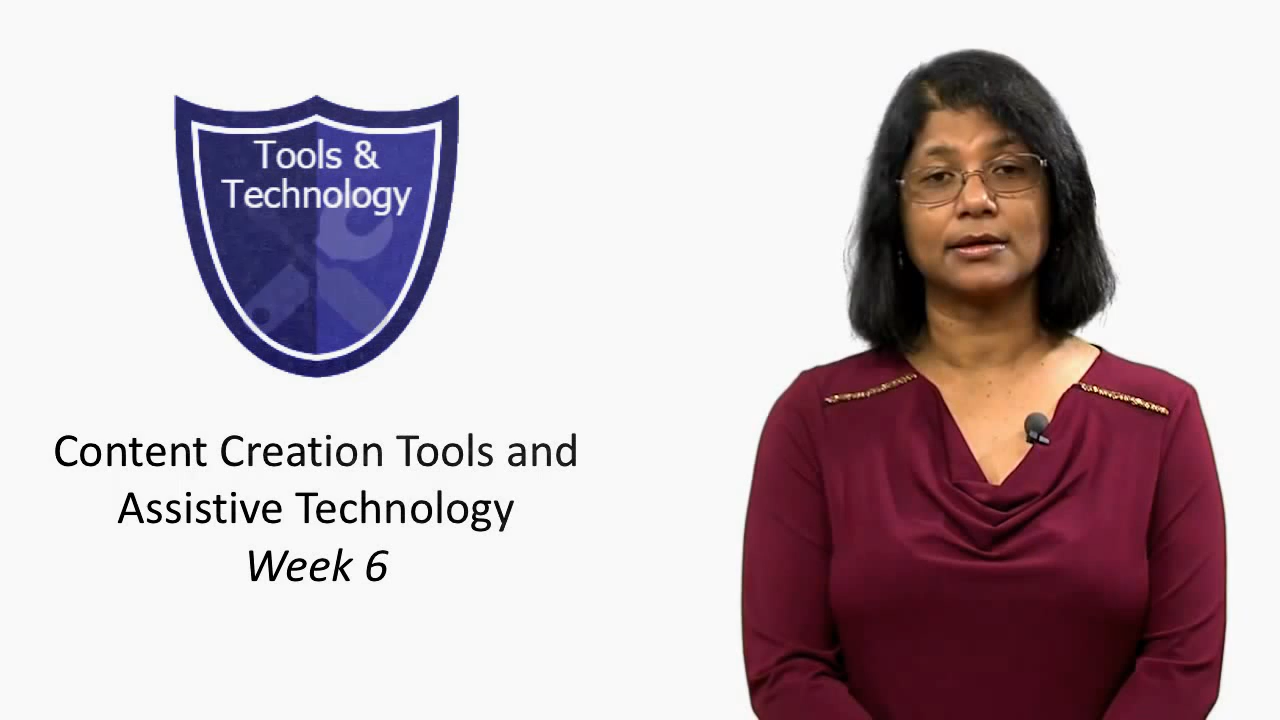 Tools &
Technology
Content Creation Tools and
Assistive Technology
Week 6